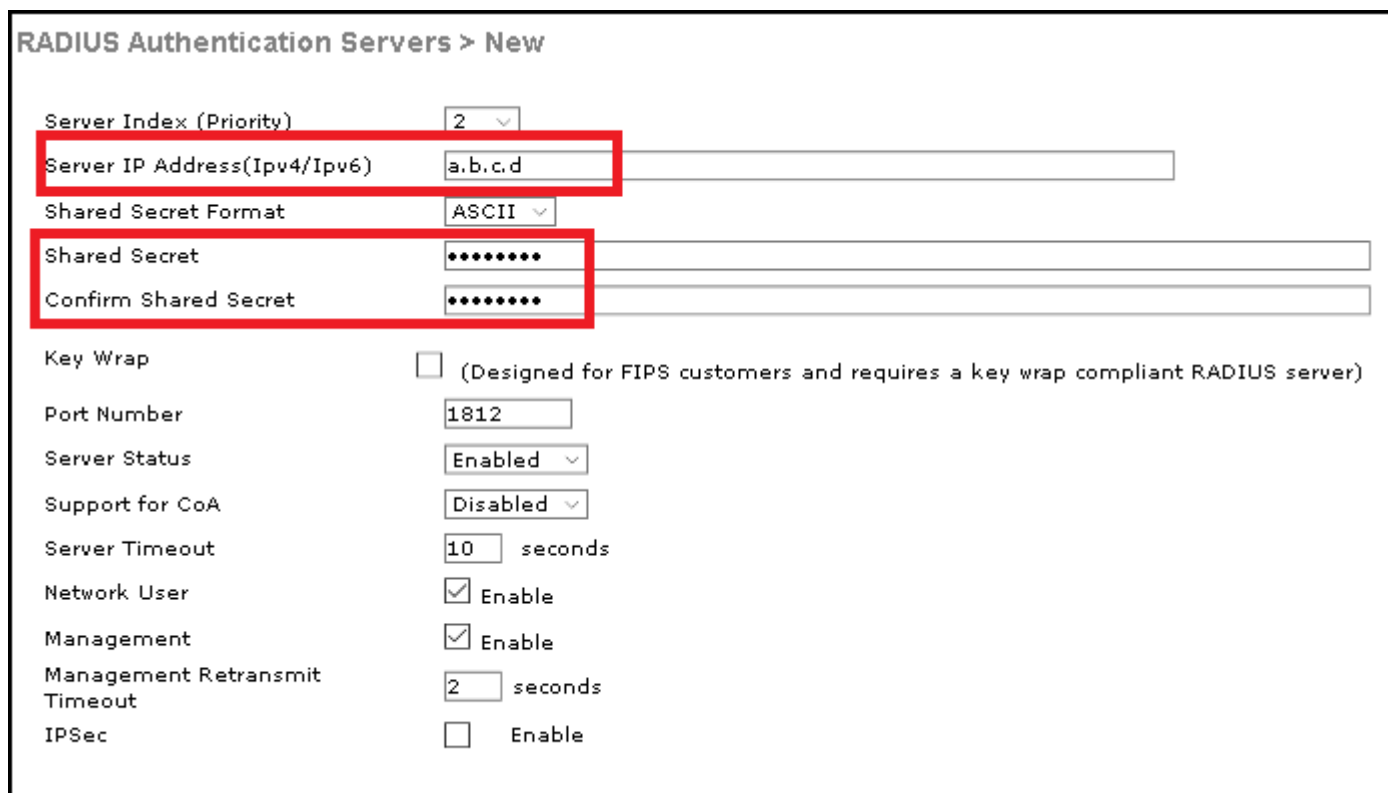 RADIUS Authentication Servers > New
Server Index (Priority) 2
Server IP Address(Ipv4/Ipv6) a.b.c.d
Shared Secret Format ASCII
Shared Secret ••••••••
Confirm Shared Secret ••••••••
Key Wrap (Designed for FIPS customers and requires a key wrap compliant RADIUS server)
Port Number 1812
Server Status Enabled
Support for CoA Disabled
Server Timeout 10 seconds
Network User Enable
Management Enable
Management Retransmit
Timeout 2 seconds
IPSec Enable